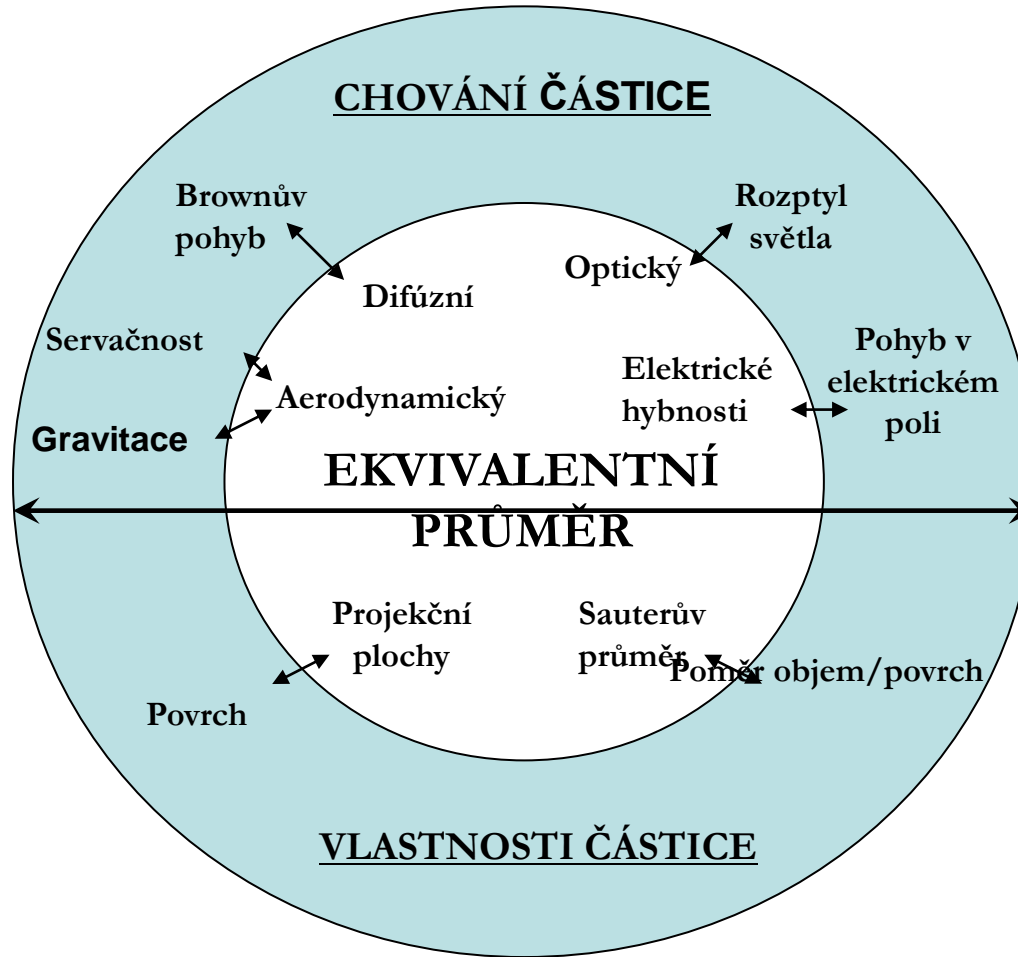 CHOVÁNÍ ČÁSTICE
Brownův
pohyb
Rozptyl
světla
Optický
Difúzní
Servačnost
Pohyb v
elektrickém
poli
Elektrické
hybnosti
Aerodynamický
Gravitace
EKVIVALENTNÍ
PRŮMĚR
Projekční
plochy
Sauterův
průměr
Poměr objem/povrch
Povrch
VLASTNOSTI ČÁSTICE